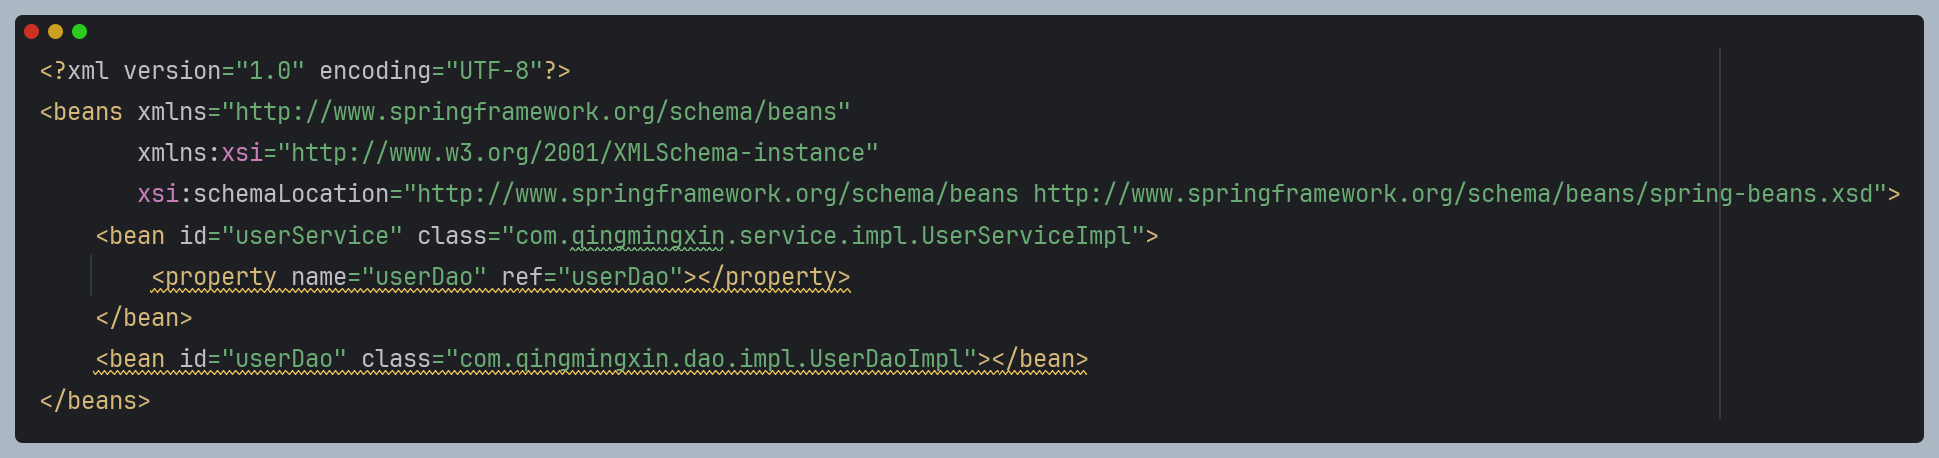 <?xml version="1.0" encoding="UTF-8"?>
<beans xmlns="http://www.springframework.org/schema/beans"
       xmlns:xsi="http://www.w3.org/2001/XMLSchema-instance"
       xsi:schemaLocation="http://www.springframework.org/schema/beans http://www.springframework.org/schema/beans/spring-beans.xsd">
    <bean id="userService" class="com.qingmingxin.service.impl.UserServiceImpl">
        <property name="userDao" ref="userDao"></property>
    </bean>
    <bean id="userDao" class="com.qingmingxin.dao.impl.UserDaoImpl"></bean>
</beans>